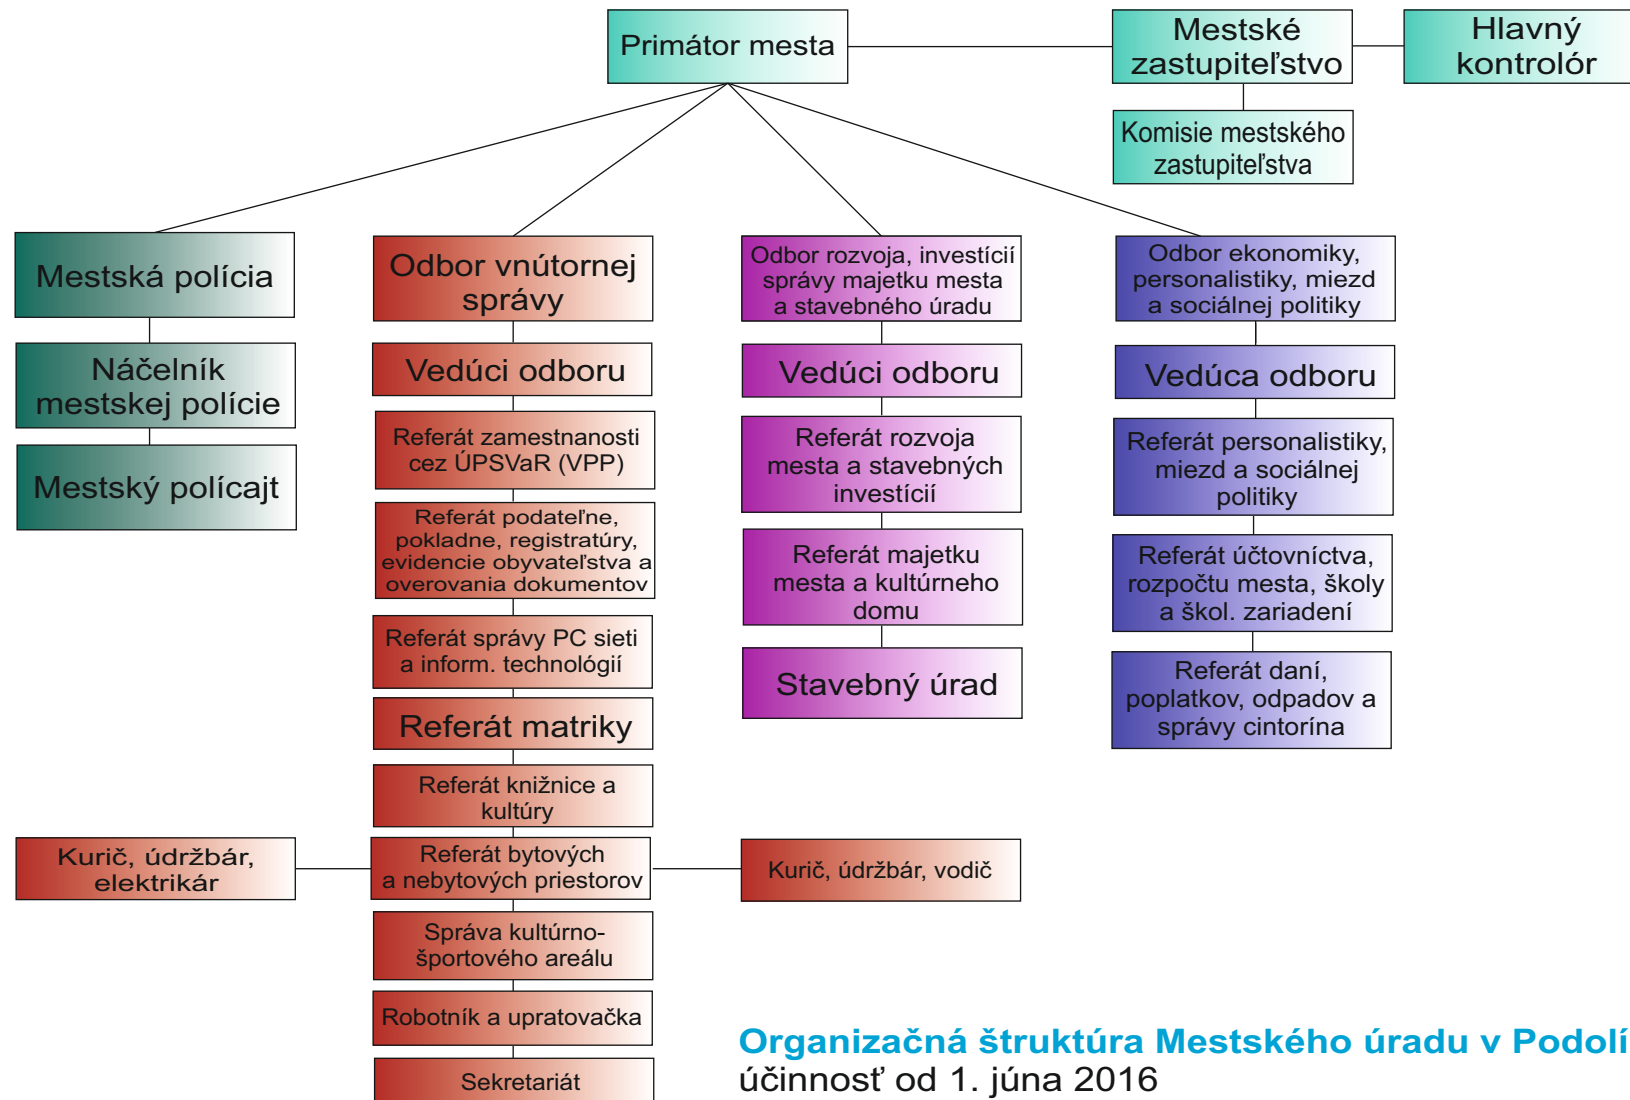 Primátor mesta
Mestské
zastupiteľstvo
Hlavný
kontrolór
Komisie mestského
zastupiteľstva
Mestská polícia
Náčelník
mestskej polície
Mestský polícajt
Odbor vnútornej
správy
Vedúci odboru
Referát zamestnanosti
cez ÚPSVaR (VPP)
Referát podateľne,
pokladne, registratúry,
evidencie obyvateľstva a
overovania dokumentov
Referát správy PC sieti
a inform. technológií
Referát matriky
Referát knižnice a
kultúry
Kurič, údržbár,
elektrikár
Referát bytových
a nebytových priestorov
Kurič, údržbár, vodič
Správa kultúrno-
športového areálu
Robotník a upratovačka
Sekretariát
Odbor rozvoja, investícií
správy majetku mesta
a stavebného úradu
Vedúci odboru
Referát rozvoja
mesta a stavebných
investícií
Referát majetku
mesta a kultúrneho
domu
Stavebný úrad
Odbor ekonomiky,
personalistiky, miezd
a sociálnej politiky
Vedúca odboru
Referát personalistiky,
miezd a sociálnej
politiky
Referát účtovníctva,
rozpočtu mesta, školy
a škol. zariadení
Referát daní,
poplatkov, odpadov a
správy cintorína
Organizačná štruktúra Mestského úradu v Podolí
účinnosť od 1. júna 2016